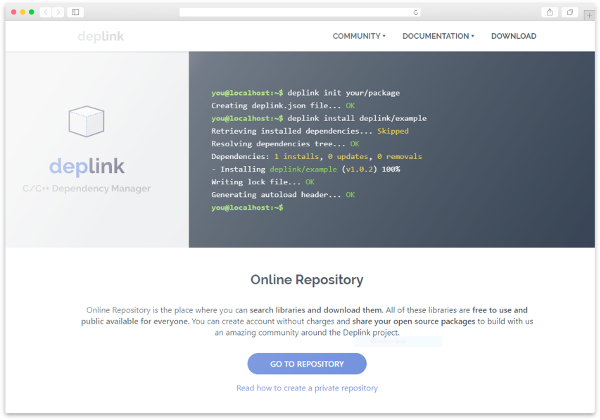 deplink
COMMUNITY
DOCUMENTATION
DOWNLOAD
deplink
C/C++ Dependency Manager
you@localhost:~$ deplink init your/package
Creating deplink.json file... OK
you@localhost:~$ deplink install deplink/example
Retrieving installed dependencies... Skipped
Resolving dependencies tree... OK
Dependencies: 1 installs, 0 updates, 0 removals
- Installing deplink/example (v1.0.2) 100%
Writing lock file... OK
Generating autoload header... OK
you@localhost:~$
Online Repository
Online Repository is the place where you can search libraries and download them. All of these libraries are free to use and
public available for everyone. You can create account without charges and share your open source packages to build with us
an amazing community around the Deplink project.
GO TO REPOSITORY
Read how to create a private repository